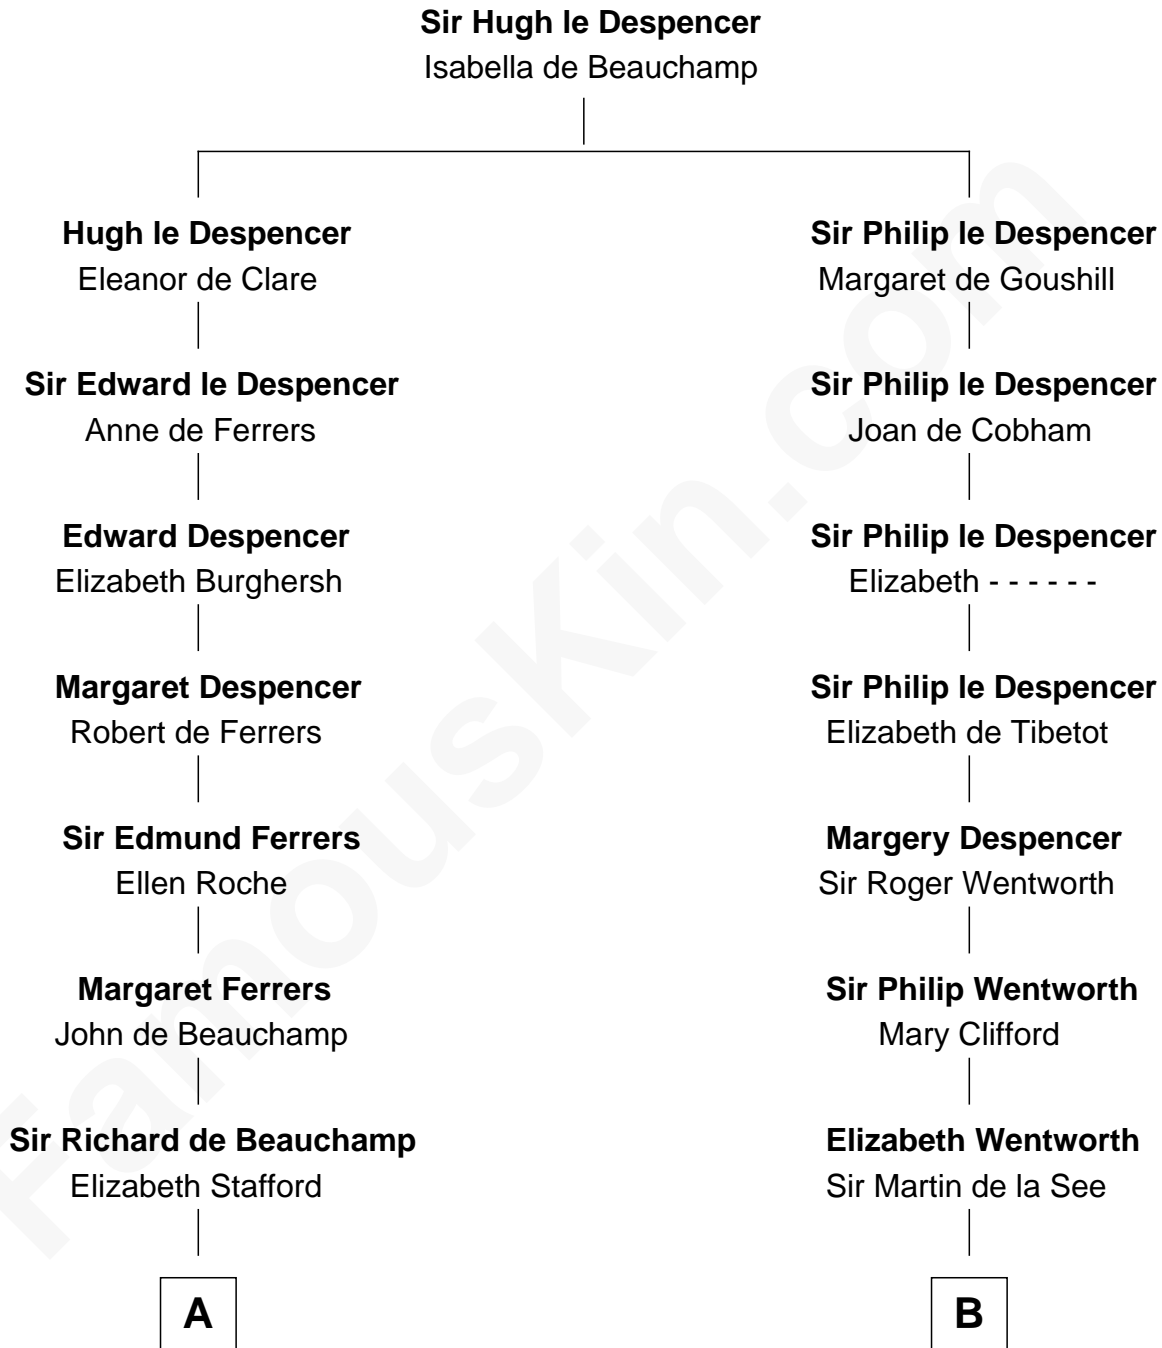 Sir Hugh le Despencer
Isabella de Beauchamp
Hugh le Despencer
Eleanor de Clare
Sir Philip le Despencer
Margaret de Goushill
Sir Edward le Despencer
Anne de Ferrers
Sir Philip le Despencer
Joan de Cobham
Edward Despencer
Elizabeth Burghersh
Sir Philip le Despencer
Elizabeth - - - - - -
Margaret Despencer
Robert de Ferrers
Sir Philip le Despencer
Elizabeth de Tibetot
Sir Edmund Ferrers
Ellen Roche
Margery Despencer
Sir Roger Wentworth
Margaret Ferrers
John de Beauchamp
Sir Philip Wentworth
Mary Clifford
Sir Richard de Beauchamp
Elizabeth Stafford
Elizabeth Wentworth
Sir Martin de la See
A
B
FamousKin.com